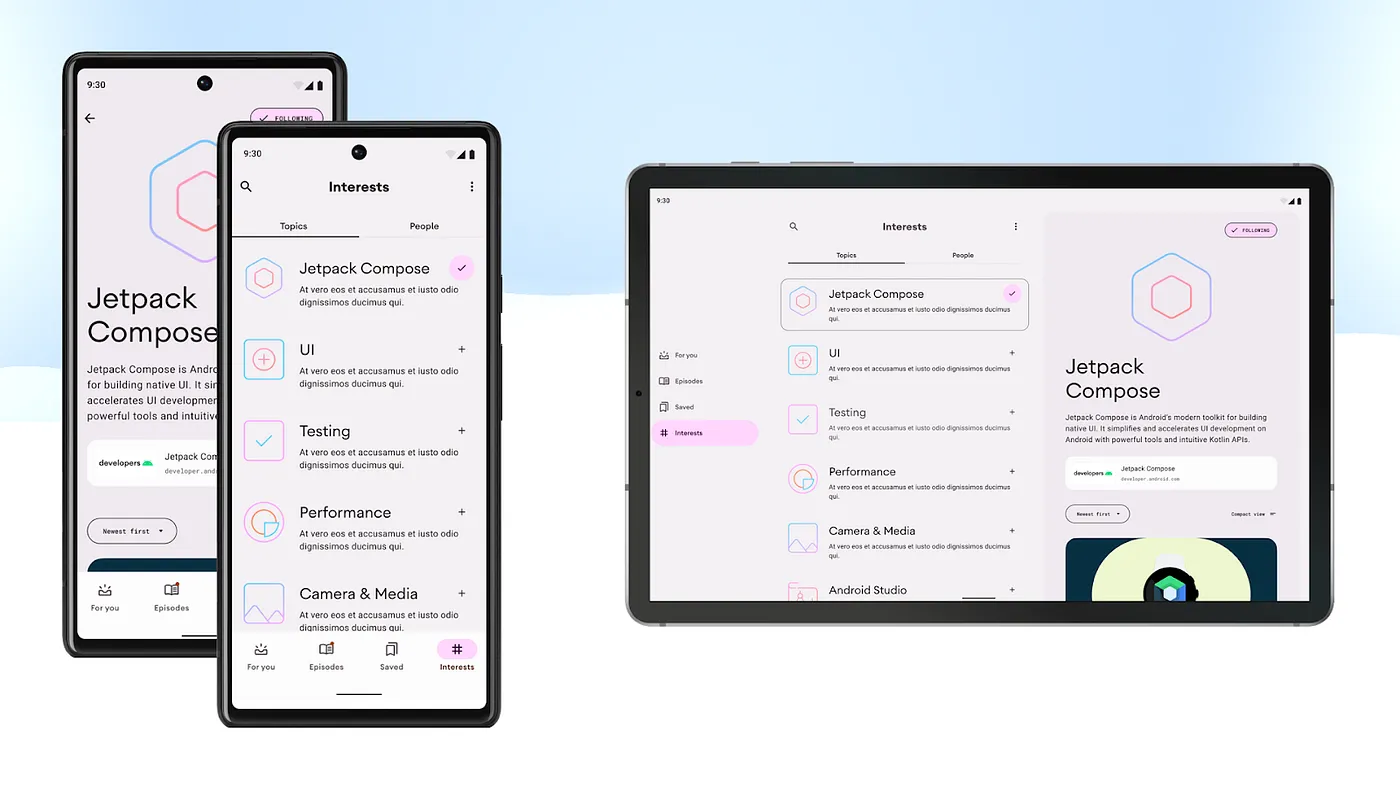 9:30
FOLLOWING
Jetpack
Compose
Jetpack Compose is Andro
for building native UI. It sim
accelerates UI developmen
powerful tools and intuitive
developers
Jetpack Com
developer.and
Newest first
For you
Episodes
9:30
Interests
Topics
People
Jetpack Compose
At vero eos et accusamus et iusto odio
dignissimos ducimus qui.
UI
At vero eos et accusamus et iusto odio
dignissimos ducimus qui.
Testing
At vero eos et accusamus et iusto odio
dignissimos ducimus qui.
Performance
At vero eos et accusamus et iusto odio
dignissimos ducimus qui.
Camera & Media
At vero eos et accusamus et iusto odio
dignissimos ducimus qui.
For you
Episodes
Saved
Interests
9:30
For you
Episodes
Saved
Interests
Interests
Topics
People
Jetpack Compose
At vero eos et accusamus et iusto odio dignissimos ducimus
qui.
UI
At vero eos et accusamus et iusto odio dignissimos ducimus
qui.
Testing
At vero eos et accusamus et iusto odio dignissimos ducimus
qui.
Performance
At vero eos et accusamus et iusto odio dignissimos ducimus
qui.
Camera & Media
At vero eos et accusamus et iusto odio dignissimos ducimus
qui.
Android Studio
FOLLOWING
Jetpack
Compose
Jetpack Compose is Android's modern toolkit for building
native UI. It simplifies and accelerates UI development on
Android with powerful tools and intuitive Kotlin APIs.
developers
Jetpack Compose
developer.android.com
Newest first
Compact view